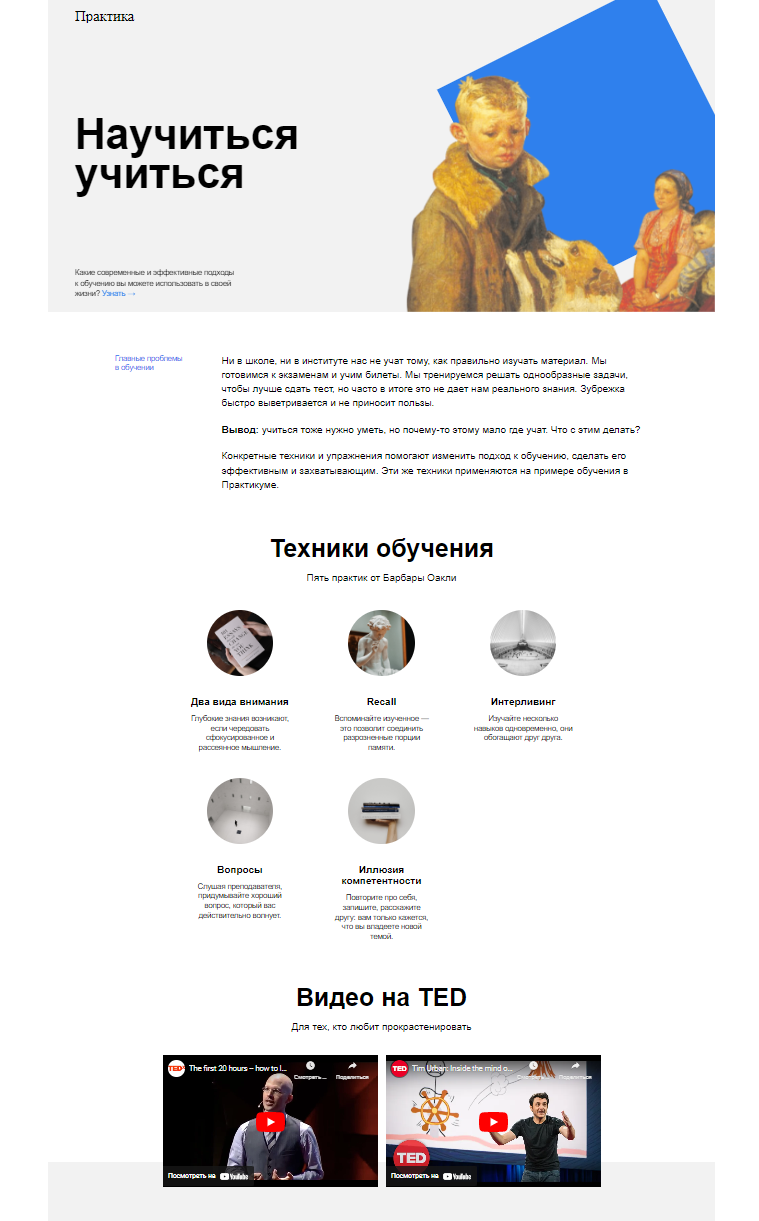 Практика
Научиться
учиться
Какие современные и эффективные подходы
к обучению вы можете использовать в своей
жизни? Узнать →
Главные проблемы
в обучении
Ни в школе, ни в институте нас не учат тому, как правильно изучать материал. Мы
готовимся к экзаменам и учим билеты. Мы тренируемся решать однообразные задачи,
чтобы лучше сдать тест, но часто в итоге это не дает нам реального знания. Зубрежка
быстро выветривается и не приносит пользы.
Вывод: учиться тоже нужно уметь, но почему-то этому мало где учат. Что с этим делать?
Конкретные техники и упражнения помогают изменить подход к обучению, сделать его
эффективным и захватывающим. Эти же техники применяются на примере обучения в
Практикуме.
Техники обучения
Пять практик от Барбары Оакли
Два вида внимания
Глубокие знания возникают,
если чередовать
сфокусированное и
рассеянное мышление.
Recall
Вспоминайте изученное —
это позволит соединить
разрозненные порции
памяти.
Интерливинг
Изучайте несколько
навыков одновременно, они
обогащают друг друга.
Вопросы
Слушая преподавателя,
придумывайте хороший
вопрос, который вас
действительно волнует.
Иллюзия
компетентности
Повторите про себя,
запишите, расскажите
другу: вам только кажется,
что вы владеете новой
темой.
Видео на TED
Для тех, кто любит прокрастенировать
TED
The first 20 hours – how to l...
Смотреть ...
Поделиться
Посмотреть на YouTube
TED
Tim Urban: Inside the mind o...
Смотреть ...
Поделиться
TED
Посмотреть на YouTube